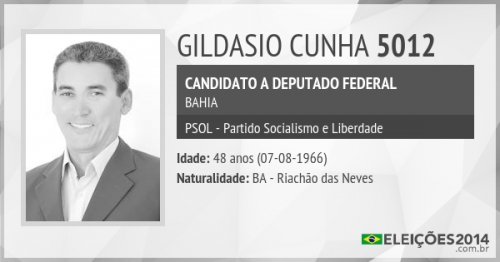 GILDASIO CUNHA 5012
CANDIDATO A DEPUTADO FEDERAL
BAHIA
PSOL - Partido Socialismo e Liberdade
Idade: 48 anos (07-08-1966)
Naturalidade: BA - Riachão das Neves
ELEIÇÕES2014
.com.br